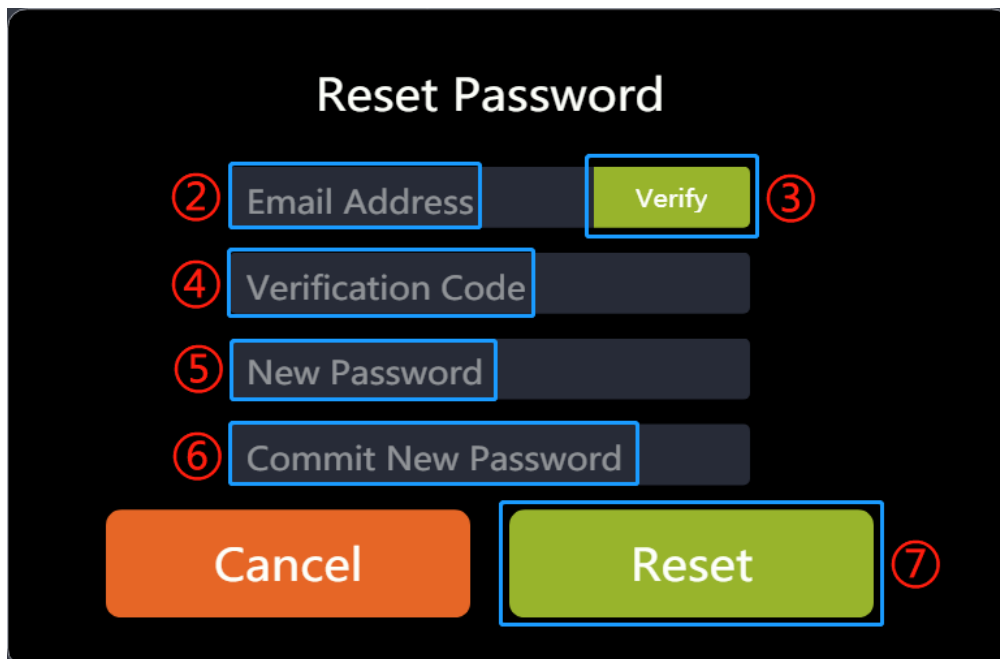 Reset Password
② Email Address Verify ③
④ Verification Code
⑤ New Password
⑥ Commit New Password
Cancel Reset ⑦